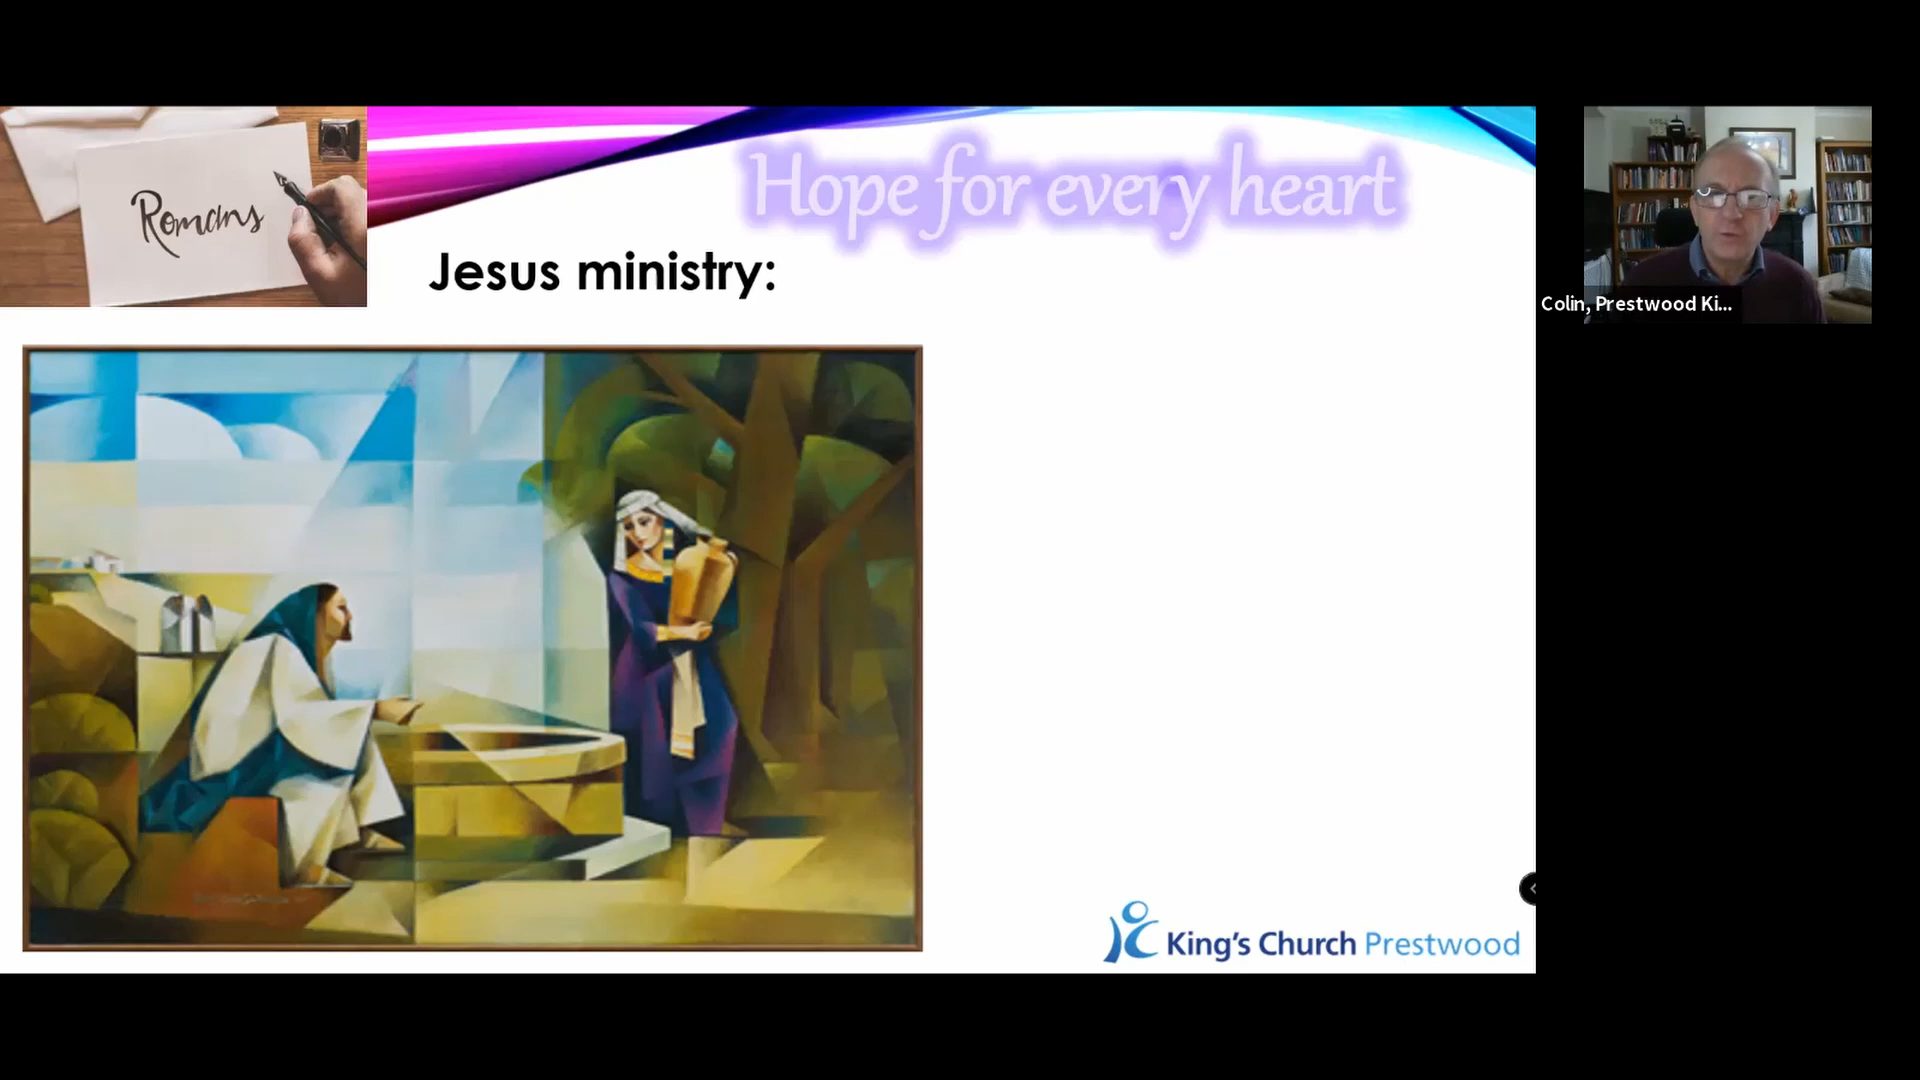 Romans
Hope for every heart
Jesus ministry:
Colin, Prestwood Ki...
King's Church Prestwood